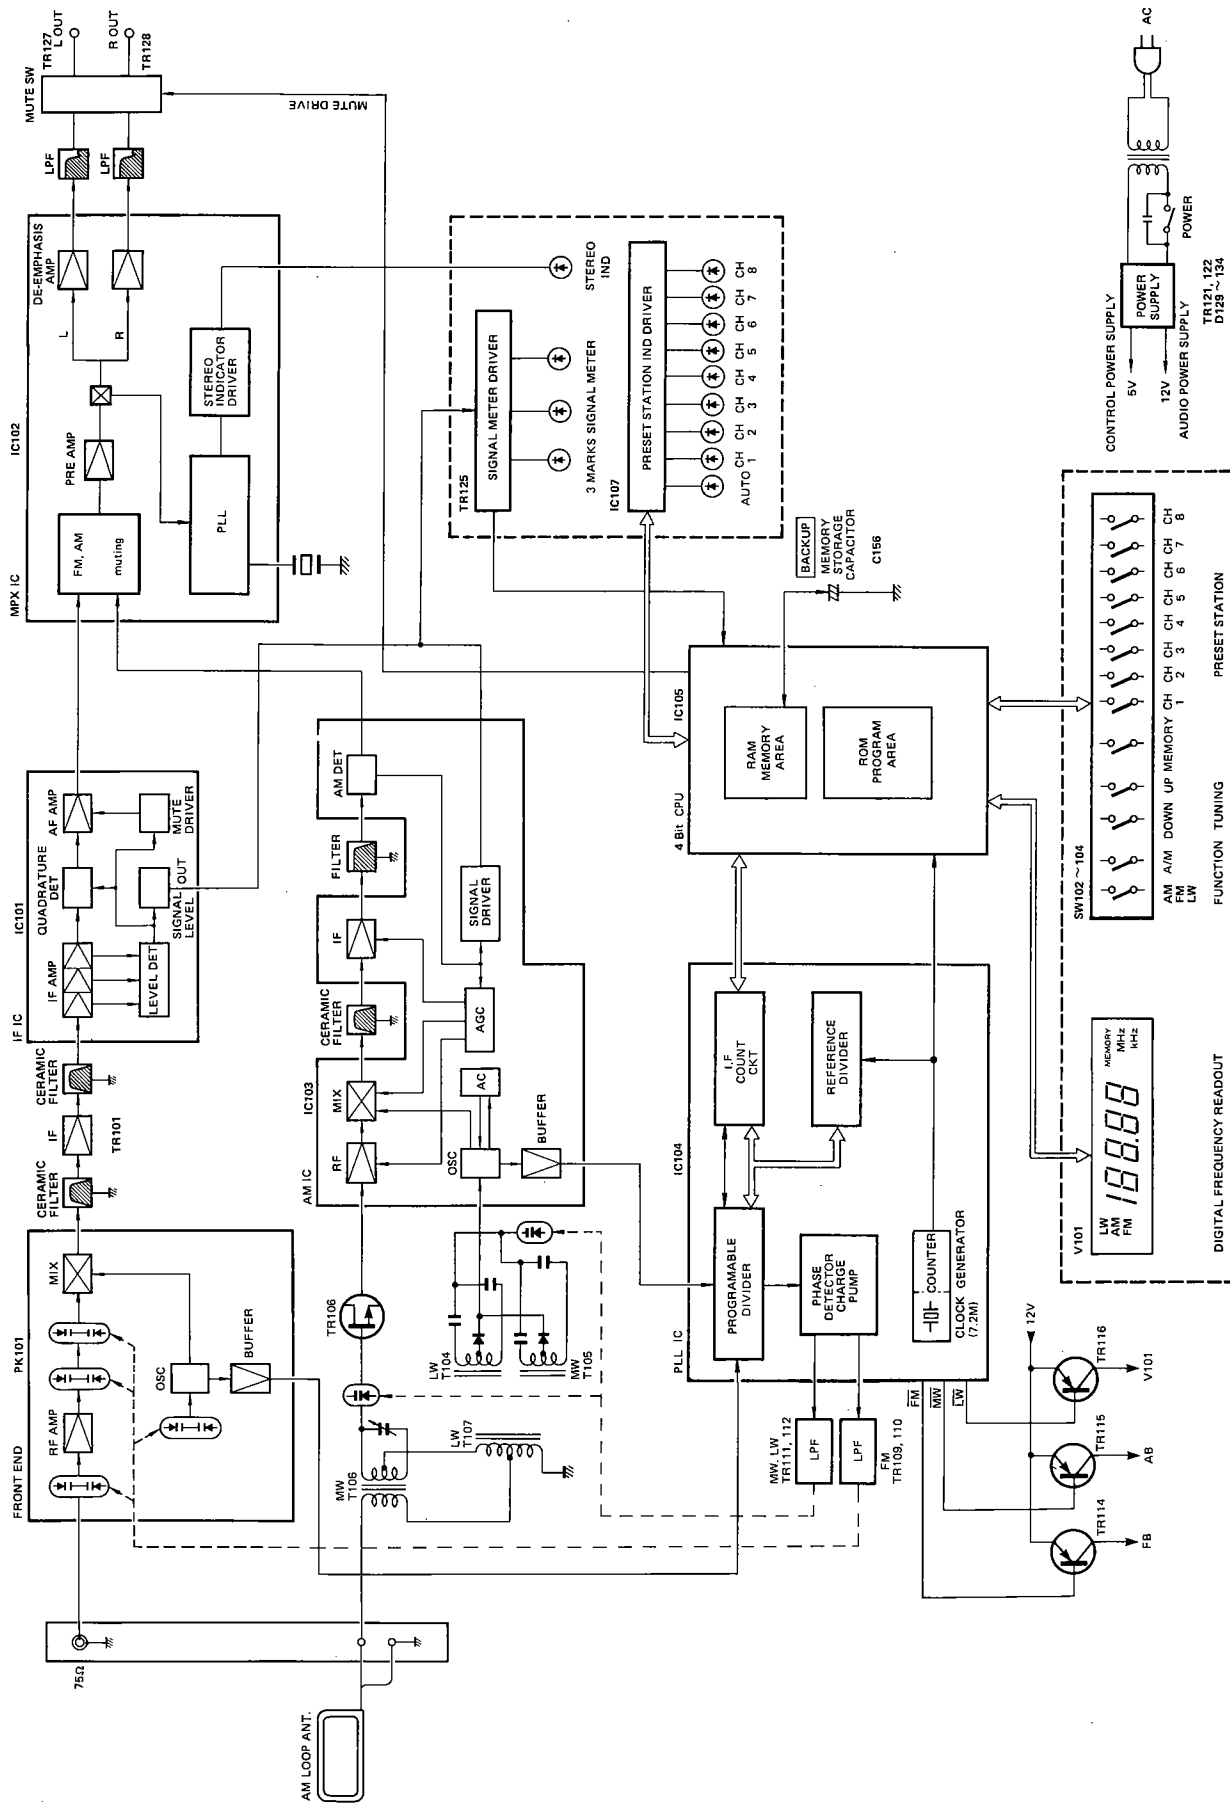 75Ω
AM LOOP ANT.
FRONT END
PK101
RF AMP
MIX
OSC
BUFFER
CERAMIC
FILTER
IF
TR101
CERAMIC
FILTER
IF IC
IC101
IF AMP
QUADRATURE
DET
AF AMP
LEVEL DET
SIGNAL OUT
LEVEL
MUTE
DRIVER
MPX IC
IC102
FM, AM
muting
PRE AMP
DE-EMPHASIS
AMP
L
R
PLL
STEREO
INDICATOR
DRIVER
LPF
LPF
MUTE SW
TR127
L OUT
R OUT
TR128
MUTE DRIVE
MW
T106
LW
T107
TR106
LW
T104
MW
T105
AM IC
IC103
RF
MIX
CERAMIC
FILTER
IF
FILTER
AM DET
OSC
AC
AGC
SIGNAL
DRIVER
BUFFER
TR125
SIGNAL METER DRIVER
3 MARKS SIGNAL METER
STEREO
IND
IC107
PRESET STATION IND DRIVER
AUTO CH 1 CH 2 CH 3 CH 4 CH 5 CH 6 CH 7 CH 8
PLL IC
IC104
PROGRAMABLE
DIVIDER
I.F
COUNT
CKT
PHASE
DETECTOR
CHARGE
PUMP
REFERENCE
DIVIDER
COUNTER
CLOCK GENERATOR
(7.2M)
MW. LW
TR111, 112
LPF
LPF
FM
TR109, 110
FM
MW
LW
4 Bit CPU
IC105
RAM
MEMORY
AREA
ROM
PROGRAM
AREA
BACKUP
MEMORY
STORAGE
CAPACITOR
C156
12V
TR114
TR115
TR116
FB
AB
V101
V101
LW
AM
FM
188.88
MEMORY
MHz
kHz
DIGITAL FREQUENCY READOUT
SW102～104
AM
FM
LW
A/M DOWN UP MEMORY CH 1 CH 2 CH 3 CH 4 CH 5 CH 6 CH 7 CH 8
FUNCTION TUNING
PRESET STATION
CONTROL POWER SUPPLY
5V
12V
AUDIO POWER SUPPLY
POWER
SUPPLY
TR121, 122
D129～134
POWER
AC